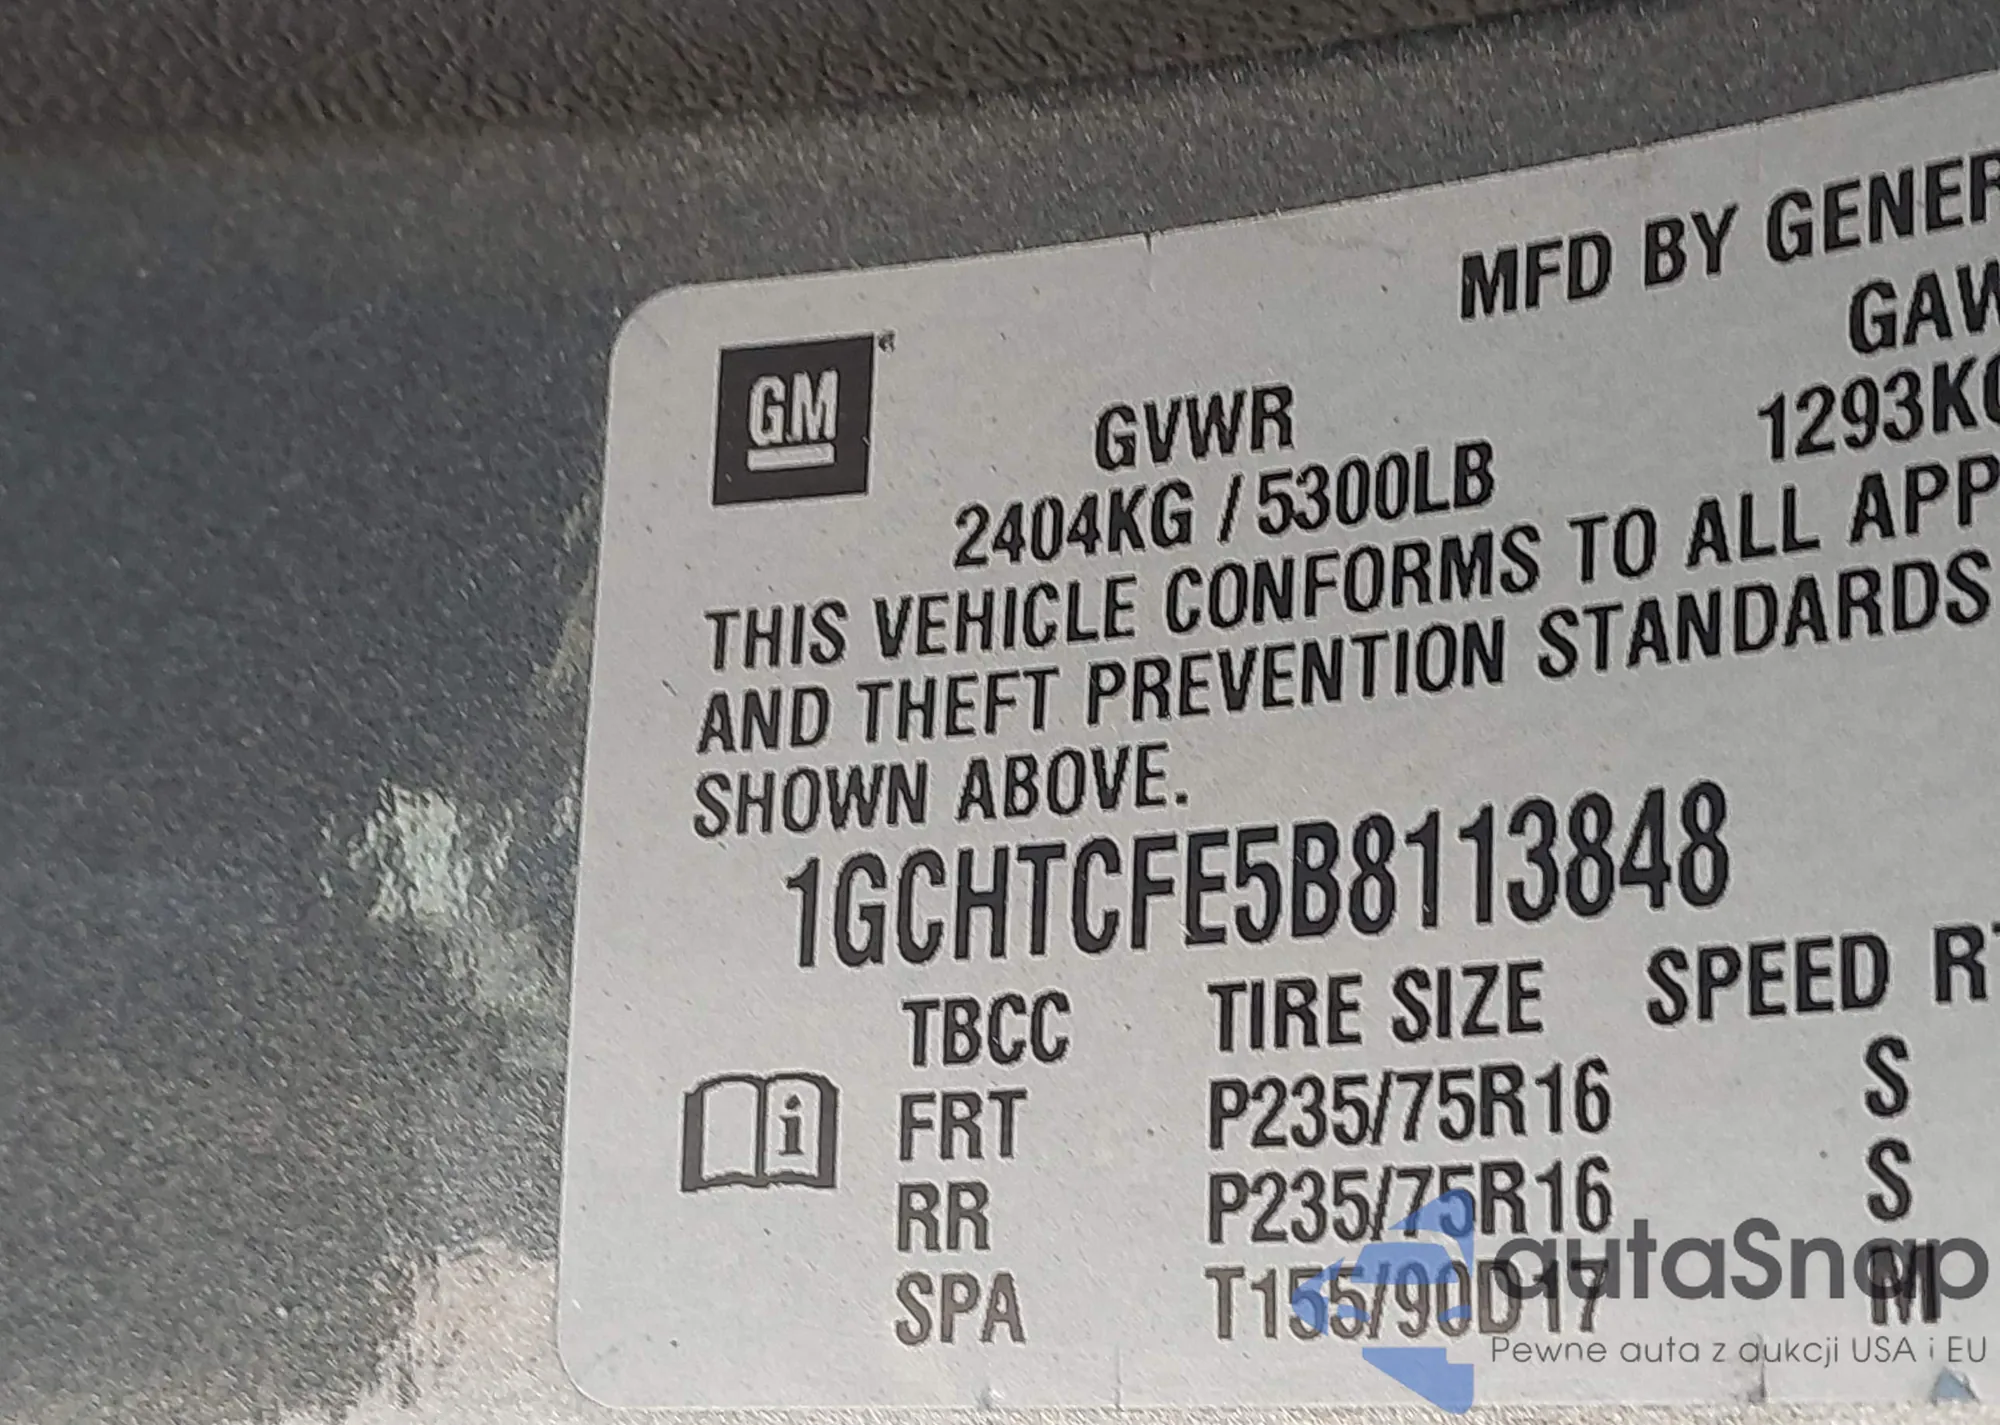 MFD BY GENER
GM
GVWR
GAW
2404KG / 5300LB
1293KG
THIS VEHICLE CONFORMS TO ALL APP
AND THEFT PREVENTION STANDARDS
SHOWN ABOVE.
1GCHTCFE5B8113848
TBCC TIRE SIZE SPEED RT
FRT P235/75R16 S
RR P235/75R16 S
SPA T155/90D17 M
autaSnap
Pewne auta z aukcji USA i EU